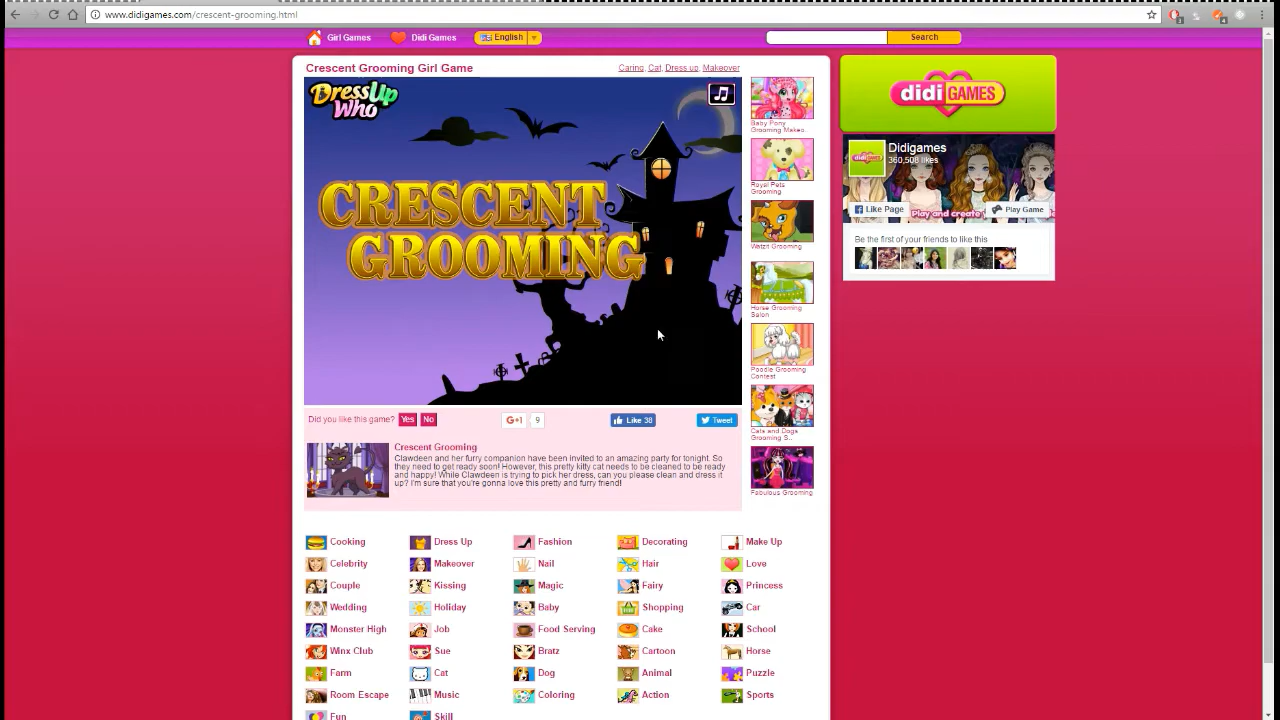 www.didigames.com/crescent-grooming.html
Girl Games
Didi Games
English
Search
Crescent Grooming Girl Game
Caring, Cat, Dress up, Makeover
DressUp
Who
CRESCENT
GROOMING
Baby Pony
Grooming Makeo
Royal Pets
Grooming
Watzit Grooming
Horse Grooming
Salon
Poodle Grooming
Contest
Cats and Dogs
Grooming S..
Fabulous Grooming
didi GAMES
Didigames
360,508 likes
Like Page
Play and create y
Play Game
Be the first of your friends to like this
Did you like this game? Yes No
G+1 9
Like 38
Tweet
Crescent Grooming
Clawdeen and her furry companion have been invited to an amazing party for tonight. So
they need to get ready soon! However, this pretty kitty cat needs to be cleaned to be ready
and happy! While Clawdeen is trying to pick her dress, can you please clean and dress it
up? I'm sure that you're gonna love this pretty and furry friend!
Cooking Dress Up Fashion Decorating Make Up
Celebrity Makeover Nail Hair Love
Couple Kissing Magic Fairy Princess
Wedding Holiday Baby Shopping Car
Monster High Job Food Serving Cake School
Winx Club Sue Bratz Cartoon Horse
Farm Cat Dog Animal Puzzle
Room Escape Music Coloring Action Sports
Fun Skill